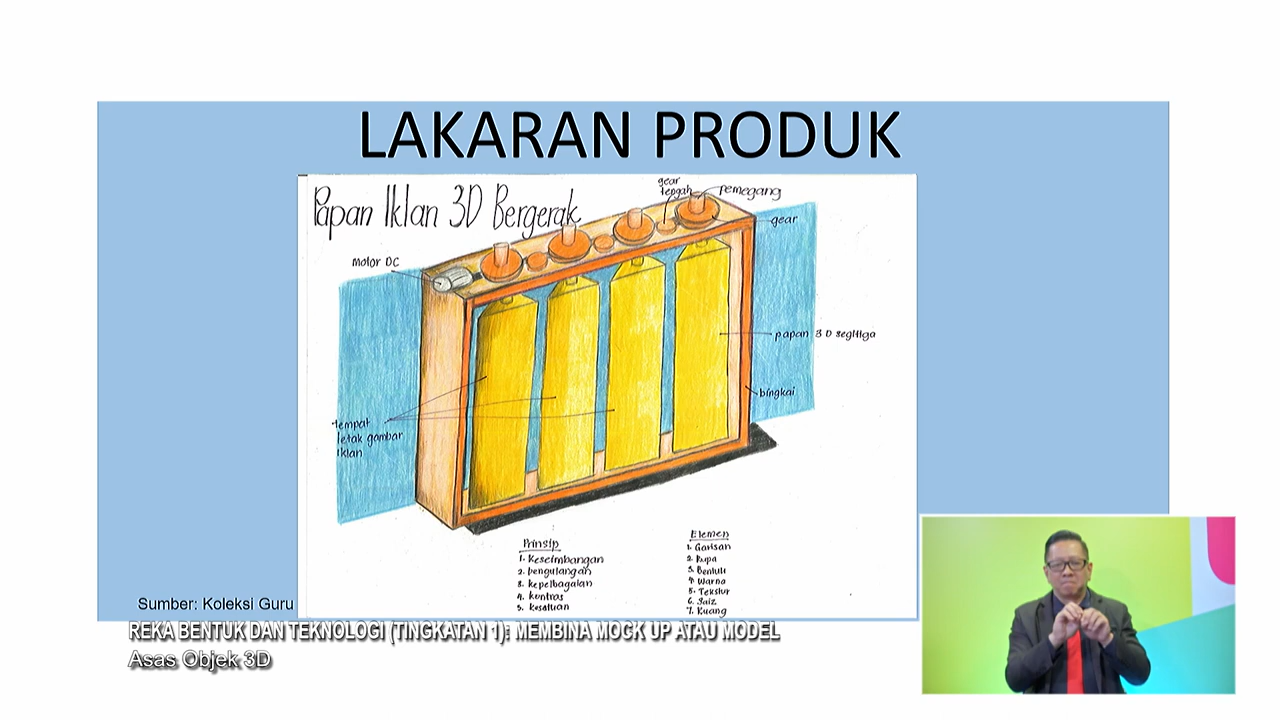 LAKARAN PRODUK
Papan Iklan 3D Bergerak
gear
tengah
pemegang
gear
Motor DC
papan 3D segitiga
bingkai
tempat
letak gambar
iklan
Prinsip
1. Keseimbangan
2. pengulangan
3. kepelbagaian
4. kontras
5. kesatuan
Elemen
1. Garisan
2. Rupa
3. Bentuk
4. Warna
5. Tekstur
6. Saiz
7. Ruang
Sumber: Koleksi Guru
REKA BENTUK DAN TEKNOLOGI (TINGKATAN 1): MEMBINA MOCK UP ATAU MODEL
Asas Objek 3D